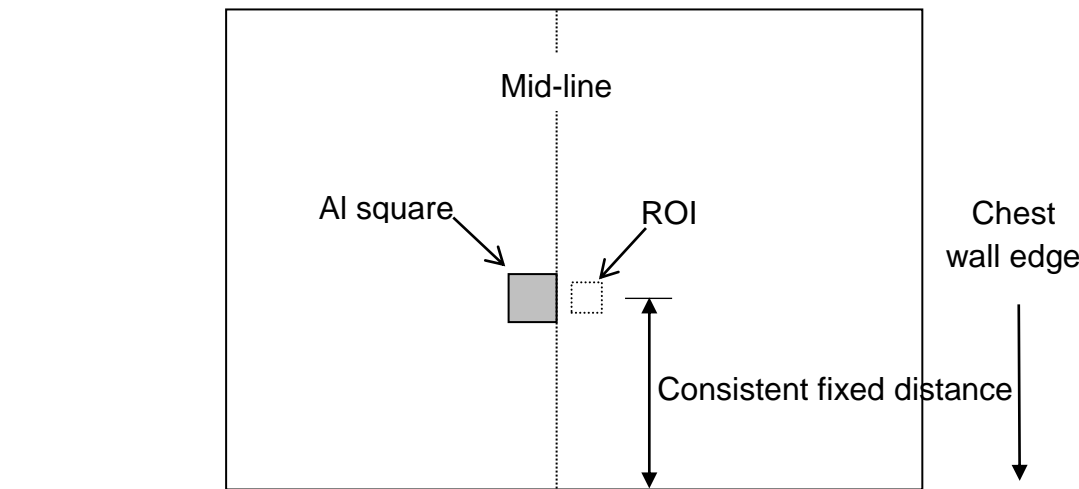 Mid-line
Al square
ROI
Chest
wall edge
Consistent fixed distance